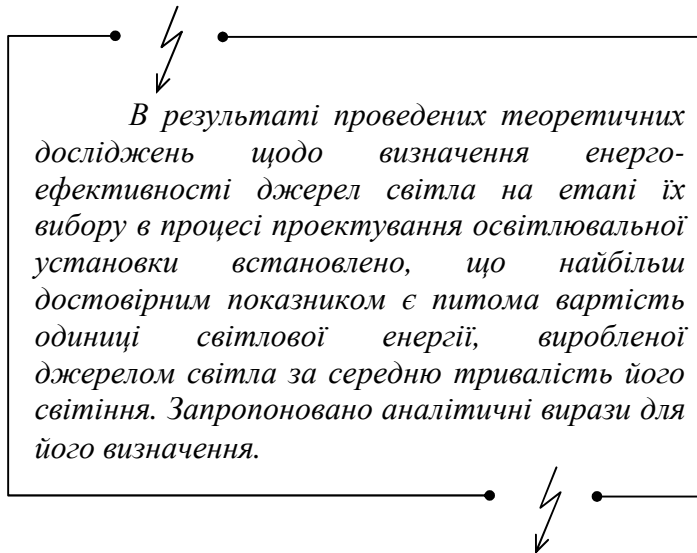 В результаті проведених теоретичних
досліджень щодо визначення енерго-
ефективності джерел світла на етапі їх
вибору в процесі проектування освітлювальної
установки встановлено, що найбільш
достовірним показником є питома вартість
одиниці світлової енергії, виробленої
джерелом світла за середню тривалість його
світіння. Запропоновано аналітичні вирази для
його визначення.